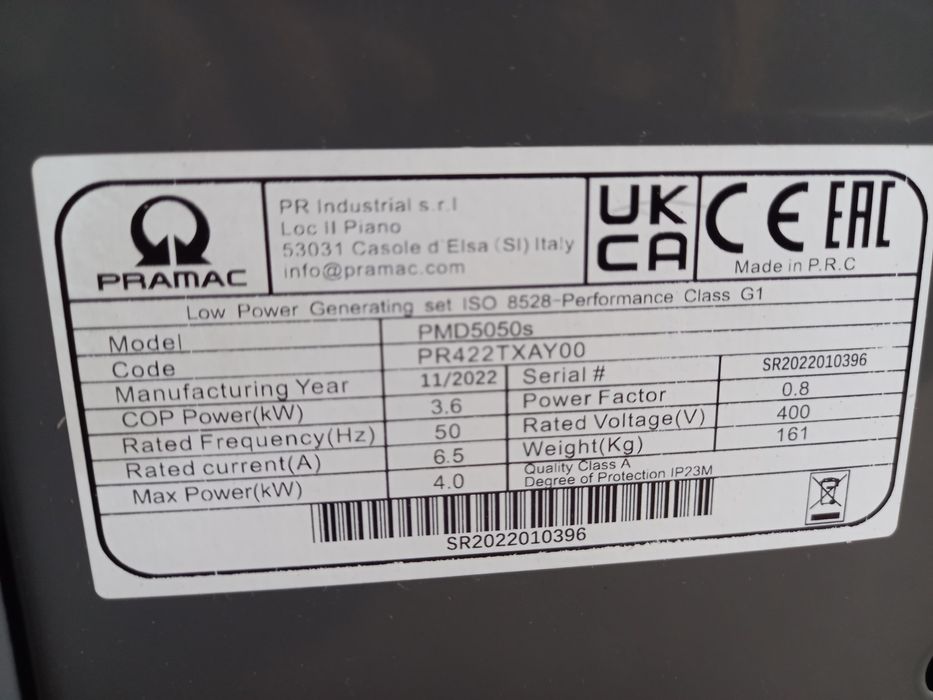 PRAMAC
PR Industrial s.r.l
Loc Il Piano
53031 Casole d'Elsa (SI) Italy
info@pramac.com
UK
CA
CE EAC
Made in P.R.C
Low Power Generating set ISO 8528-Performance Class G1
Model PMD5050s
Code PR422TXAY00
Manufacturing Year 11/2022 Serial # SR2022010396
COP Power(kW) 3.6 Power Factor 0.8
Rated Frequency(Hz) 50 Rated Voltage(V) 400
Rated current(A) 6.5 Weight(Kg) 161
Max Power(kW) 4.0 Quality Class A
Degree of Protection IP23M
SR2022010396